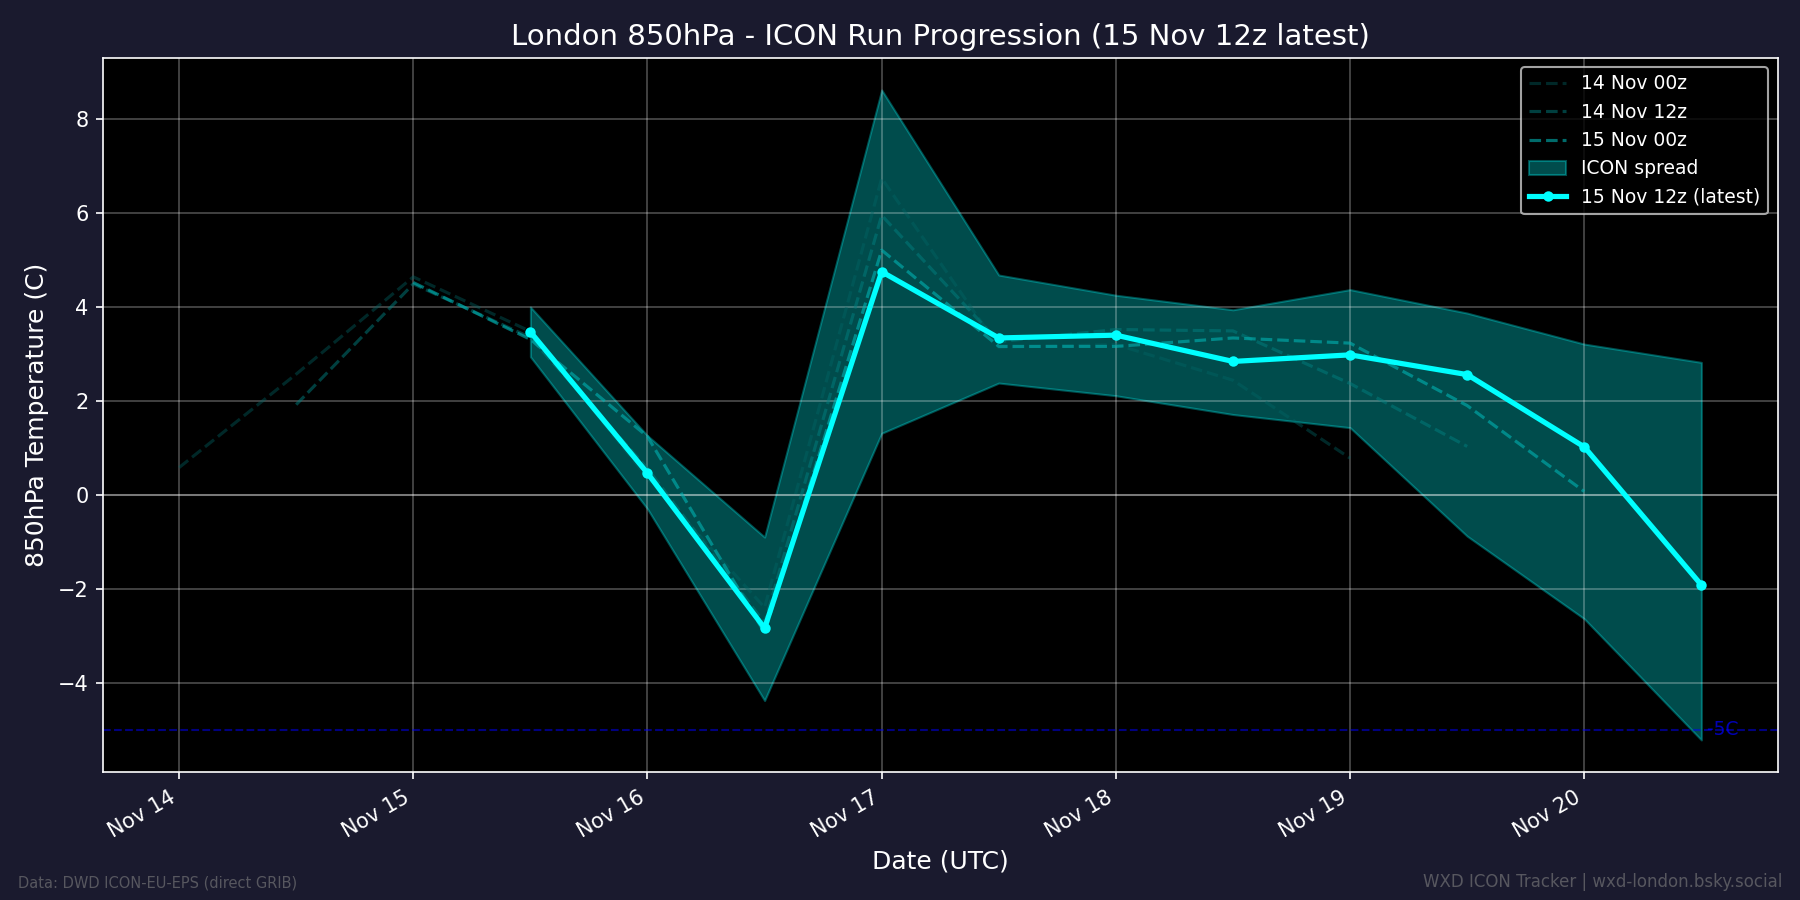 London 850hPa - ICON Run Progression (15 Nov 12z latest)
14 Nov 00z
14 Nov 12z
15 Nov 00z
ICON spread
15 Nov 12z (latest)
850hPa Temperature (C)
8
6
4
2
0
−2
−4
-5C
Nov 14
Nov 15
Nov 16
Nov 17
Nov 18
Nov 19
Nov 20
Date (UTC)
Data: DWD ICON-EU-EPS (direct GRIB)
WXD ICON Tracker | wxd-london.bsky.social